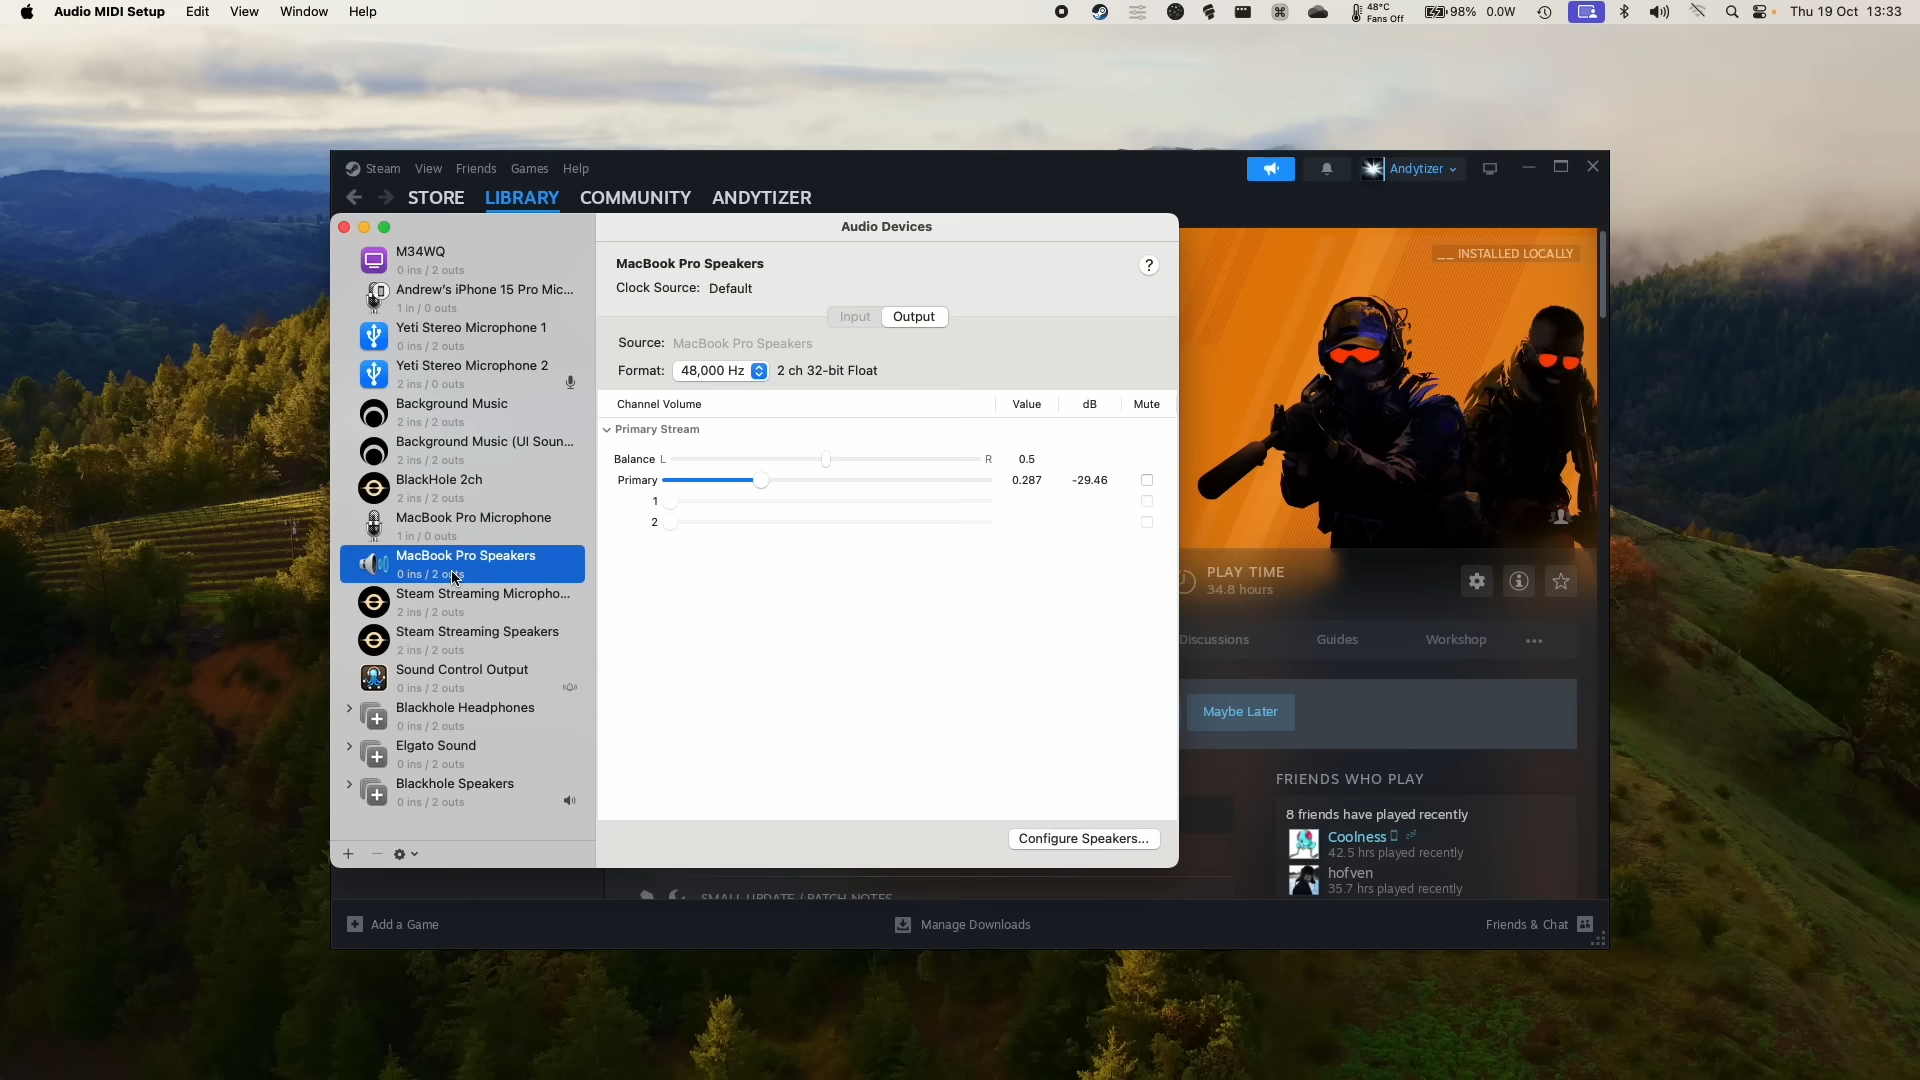 Audio MIDI Setup Edit View Window Help
48°C
Fans Off
98% 0.0W
Thu 19 Oct 13:33
Steam View Friends Games Help
Andytizer
STORE LIBRARY COMMUNITY ANDYTIZER
Audio Devices
M34WQ
0 ins / 2 outs
Andrew's iPhone 15 Pro Mic...
1 in / 0 outs
Yeti Stereo Microphone 1
0 ins / 2 outs
Yeti Stereo Microphone 2
2 ins / 0 outs
Background Music
2 ins / 2 outs
Background Music (UI Soun...
2 ins / 2 outs
BlackHole 2ch
2 ins / 2 outs
MacBook Pro Microphone
1 in / 0 outs
MacBook Pro Speakers
0 ins / 2 outs
Steam Streaming Micropho...
2 ins / 2 outs
Steam Streaming Speakers
2 ins / 2 outs
Sound Control Output
0 ins / 2 outs
Blackhole Headphones
0 ins / 2 outs
Elgato Sound
0 ins / 2 outs
Blackhole Speakers
0 ins / 2 outs
MacBook Pro Speakers
?
Clock Source: Default
Input Output
Source: MacBook Pro Speakers
Format: 48,000 Hz 2 ch 32-bit Float
Channel Volume Value dB Mute
Primary Stream
Balance L R 0.5
Primary 0.287 -29.46
1
2
Configure Speakers...
__ INSTALLED LOCALLY
PLAY TIME
34.8 hours
Discussions Guides Workshop
Maybe Later
FRIENDS WHO PLAY
8 friends have played recently
Coolness zzz
42.5 hrs played recently
hofven
35.7 hrs played recently
SMALL UPDATE / PATCH NOTES
Add a Game
Manage Downloads
Friends & Chat